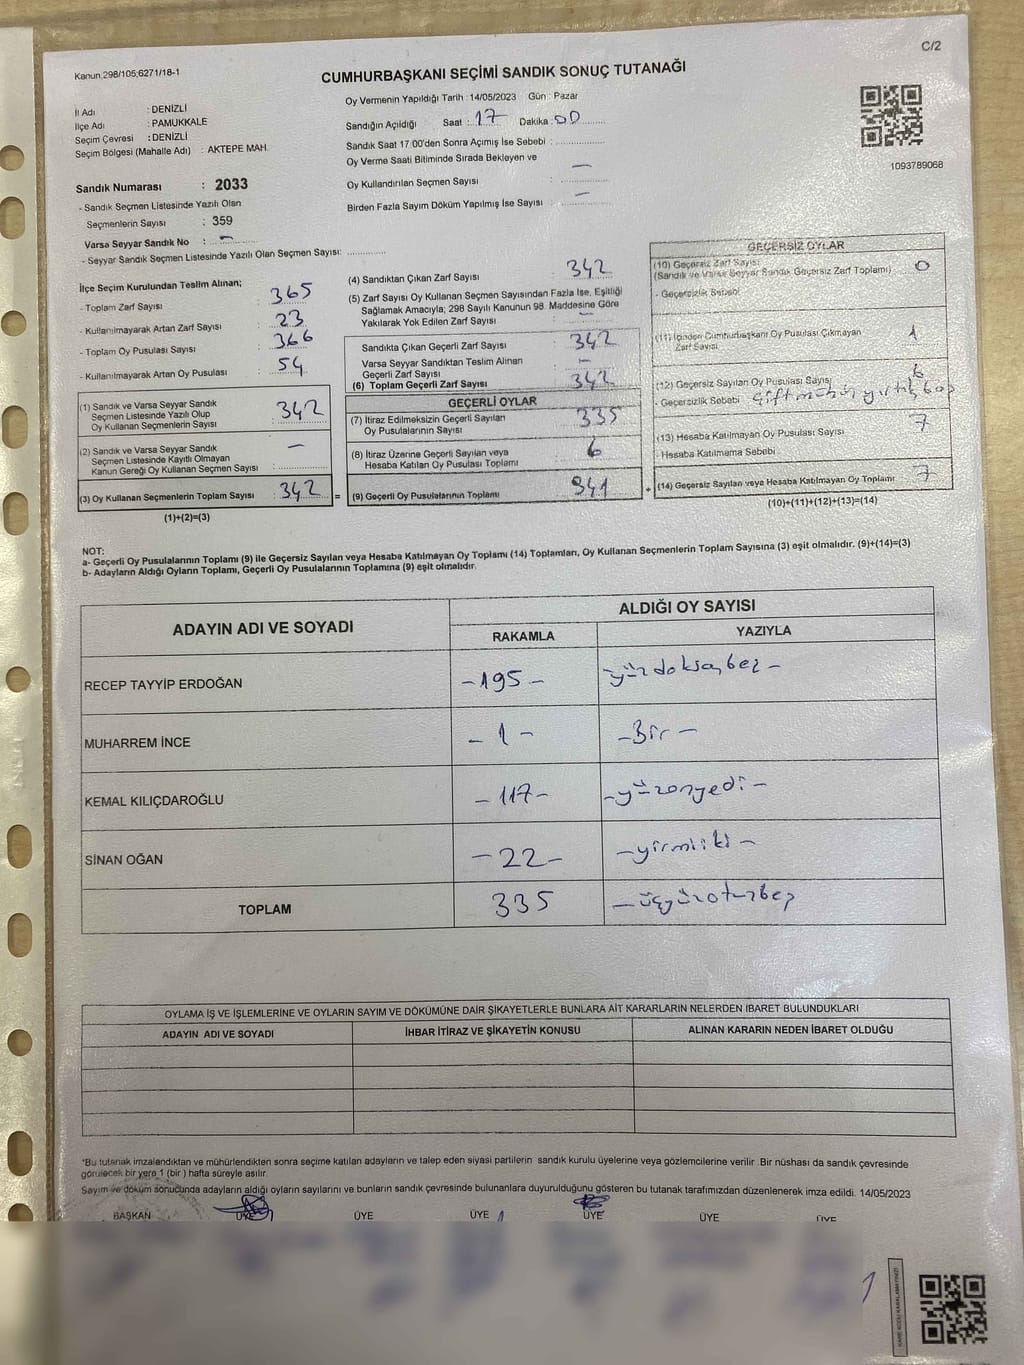 C/2
Kanun.298/105;6271/18-1
CUMHURBAŞKANI SEÇİMİ SANDIK SONUÇ TUTANAĞI
İl Adı : DENİZLİ
İlçe Adı : PAMUKKALE
Seçim Çevresi : DENİZLİ
Seçim Bölgesi (Mahalle Adı) : AKTEPE MAH.
Sandık Numarası : 2033
- Sandık Seçmen Listesinde Yazılı Olan
Seçmenlerin Sayısı : 359
Varsa Seyyar Sandık No : –
- Seyyar Sandık Seçmen Listesinde Yazılı Olan Seçmen Sayısı:
Oy Vermenin Yapıldığı Tarih : 14/05/2023 Gün : Pazar
Sandığın Açıldığı Saat : 17 Dakika : 00
Sandık Saat 17:00'den Sonra Açımış İse Sebebi :
Oy Verme Saati Bitiminde Sırada Bekleyen ve
Oy Kullandırılan Seçmen Sayısı : –
Birden Fazla Sayım Döküm Yapılmış İse Sayısı : –
1093789068
İlçe Seçim Kurulundan Teslim Alınan;
- Toplam Zarf Sayısı : 365
- Kullanılmayarak Artan Zarf Sayısı : 23
- Toplam Oy Pusulası Sayısı : 366
- Kullanılmayarak Artan Oy Pusulası : 54
(1) Sandık ve Varsa Seyyar Sandık
Seçmen Listesinde Yazılı Olup
Oy Kullanan Seçmenlerin Sayısı : 342
(2) Sandık ve Varsa Seyyar Sandık
Seçmen Listesinde Kayıtlı Olmayan
Kanun Gereği Oy Kullanan Seçmen Sayısı : –
(3) Oy Kullanan Seçmenlerin Toplam Sayısı : 342 =
(1)+(2)=(3)
(4) Sandıktan Çıkan Zarf Sayısı : 342
(5) Zarf Sayısı Oy Kullanan Seçmen Sayısından Fazla İse, Eşitliği
Sağlamak Amacıyla; 298 Sayılı Kanunun 98. Maddesine Göre
Yakılarak Yok Edilen Zarf Sayısı : –
Sandıkta Çıkan Geçerli Zarf Sayısı : 342
Varsa Seyyar Sandıktan Teslim Alınan
Geçerli Zarf Sayısı : –
(6) Toplam Geçerli Zarf Sayısı : 342
GEÇERLİ OYLAR
(7) İtiraz Edilmeksizin Geçerli Sayılan
Oy Pusulalarının Sayısı : 335
(8) İtiraz Üzerine Geçerli Sayılan veya
Hesaba Katılan Oy Pusulası Toplamı : 6
(9) Geçerli Oy Pusulalarının Toplamı : 341 +
GEÇERSİZ OYLAR
(10) Geçersiz Zarf Sayısı
(Sandık ve Varsa Seyyar Sandık Geçersiz Zarf Toplamı) : 0
- Geçersizlik Sebebi
(11) İçinden Cumhurbaşkanı Oy Pusulası Çıkmayan
Zarf Sayısı : 1
(12) Geçersiz Sayılan Oy Pusulası Sayısı : 6
- Geçersizlik Sebebi çift mühür yırtık
(13) Hesaba Katılmayan Oy Pusulası Sayısı : 7
- Hesaba Katılmama Sebebi
(14) Geçersiz Sayılan veya Hesaba Katılmayan Oy Toplamı : 7
(10)+(11)+(12)+(13)=(14)
NOT:
a- Geçerli Oy Pusulalarının Toplamı (9) ile Geçersiz Sayılan veya Hesaba Katılmayan Oy Toplamı (14) Toplamları, Oy Kullanan Seçmenlerin Toplam Sayısına (3) eşit olmalıdır. (9)+(14)=(3)
b- Adayların Aldığı Oyların Toplamı, Geçerli Oy Pusulalarının Toplamına (9) eşit olmalıdır.
ADAYIN ADI VE SOYADI ALDIĞI OY SAYISI
RAKAMLA YAZIYLA
RECEP TAYYİP ERDOĞAN -195- yüzdoksanbeş -
MUHARREM İNCE - 1 - - Bir -
KEMAL KILIÇDAROĞLU - 117 - - yüzonyedi -
SİNAN OĞAN - 22 - - yirmiiki -
TOPLAM 335 - üçyüzotuzbeş
OYLAMA İŞ VE İŞLEMLERİNE VE OYLARIN SAYIM VE DÖKÜMÜNE DAİR ŞİKAYETLERLE BUNLARA AİT KARARLARIN NELERDEN İBARET BULUNDUKLARI
ADAYIN ADI VE SOYADI İHBAR İTİRAZ VE ŞİKAYETİN KONUSU ALINAN KARARIN NEDEN İBARET OLDUĞU
*Bu tutanak imzalandıktan ve mühürlendikten sonra seçime katılan adayların ve talep eden siyasi partilerin sandık kurulu üyelerine veya gözlemcilerine verilir .Bir nüshası da sandık çevresinde
görülecek bir yere 1 (bir ) hafta süreyle asılır.
Sayım ve döküm sonucunda adayların aldığı oyların sayılarını ve bunların sandık çevresinde bulunanlara duyurulduğunu gösteren bu tutanak tarafımızdan düzenlenerek imza edildi. 14/05/2023
BAŞKAN ÜYE ÜYE ÜYE ÜYE ÜYE ÜYE